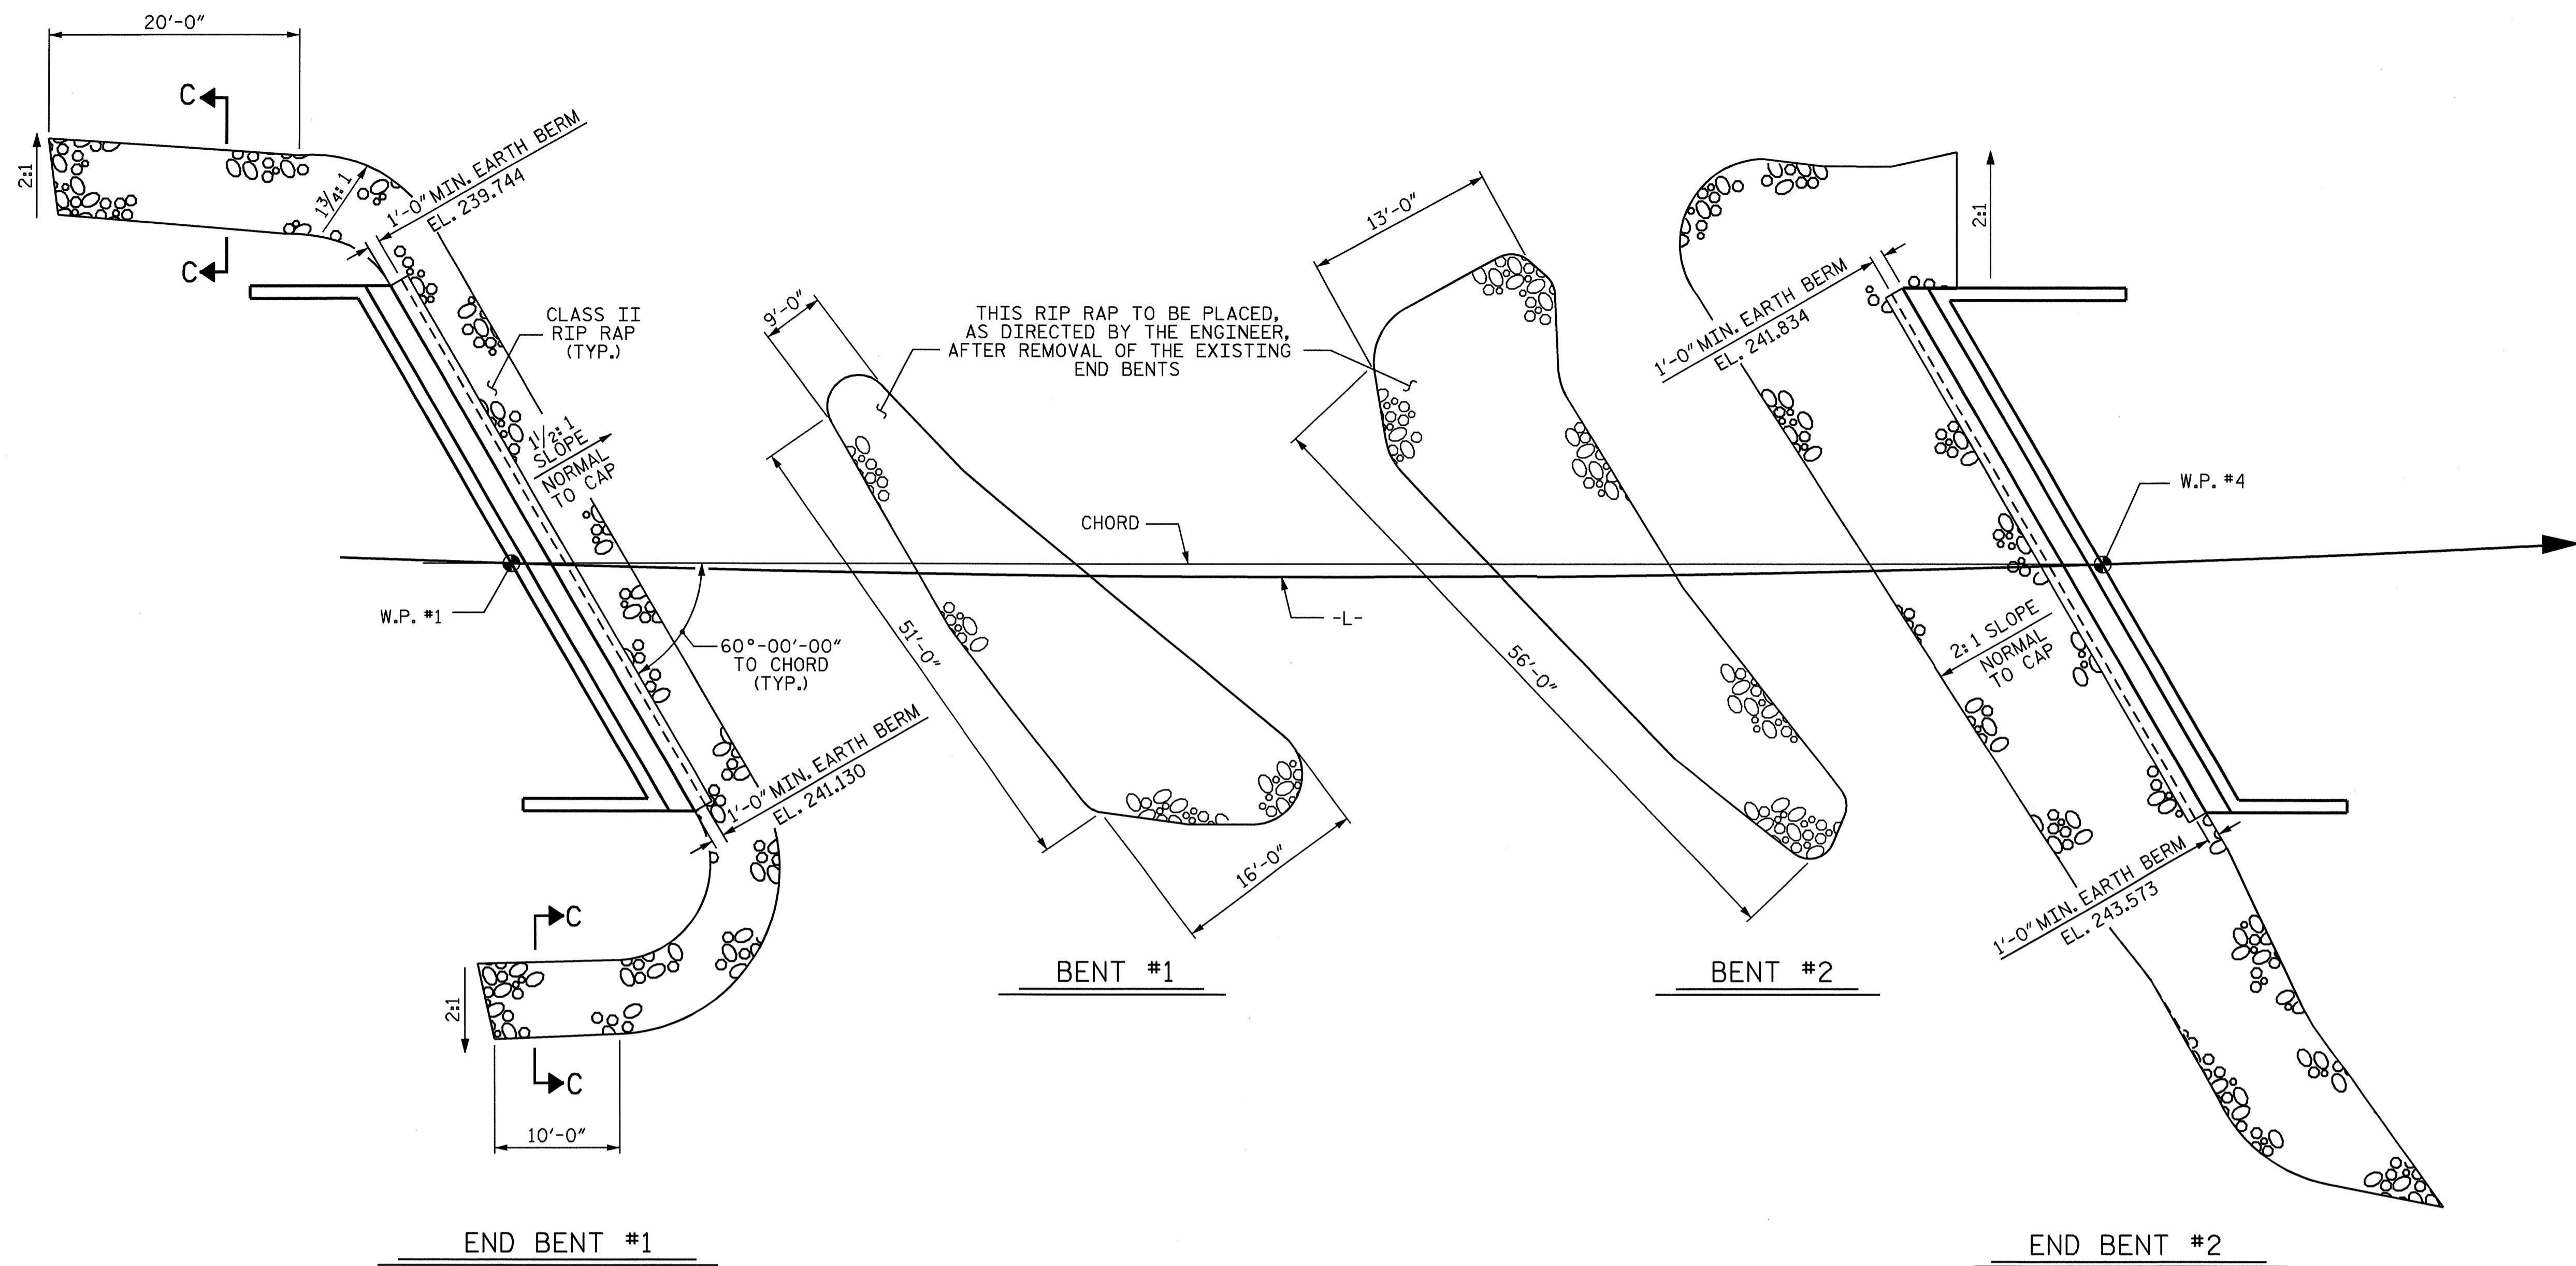 20'-0"
C
C
2:1
1 3/4:1
1'-0" MIN. EARTH BERM
EL. 239.744
CLASS II
RIP RAP
(TYP.)
1 1/2:1
SLOPE
NORMAL
TO CAP
W.P. #1
60°-00'-00"
TO CHORD
(TYP.)
1'-0" MIN. EARTH BERM
EL. 241.130
C
C
2:1
10'-0"
END BENT #1
9'-0"
THIS RIP RAP TO BE PLACED,
AS DIRECTED BY THE ENGINEER,
AFTER REMOVAL OF THE EXISTING
END BENTS
51'-0"
16'-0"
CHORD
-L-
BENT #1
13'-0"
56'-0"
BENT #2
2:1
1'-0" MIN. EARTH BERM
EL. 241.834
W.P. #4
2:1 SLOPE
NORMAL
TO CAP
1'-0" MIN. EARTH BERM
EL. 243.573
END BENT #2